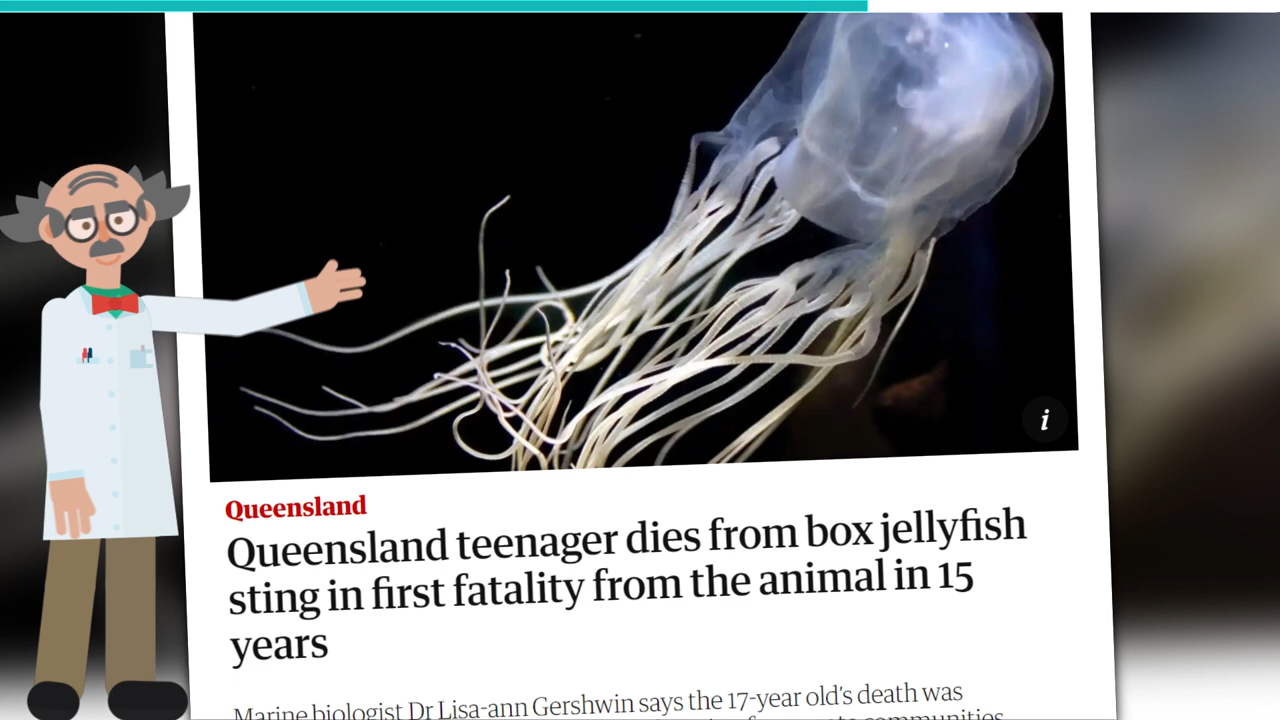 i
Queensland
Queensland teenager dies from box jellyfish
sting in first fatality from the animal in 15
years
Marine biologist Dr Lisa-ann Gershwin says the 17-year old's death was
communities